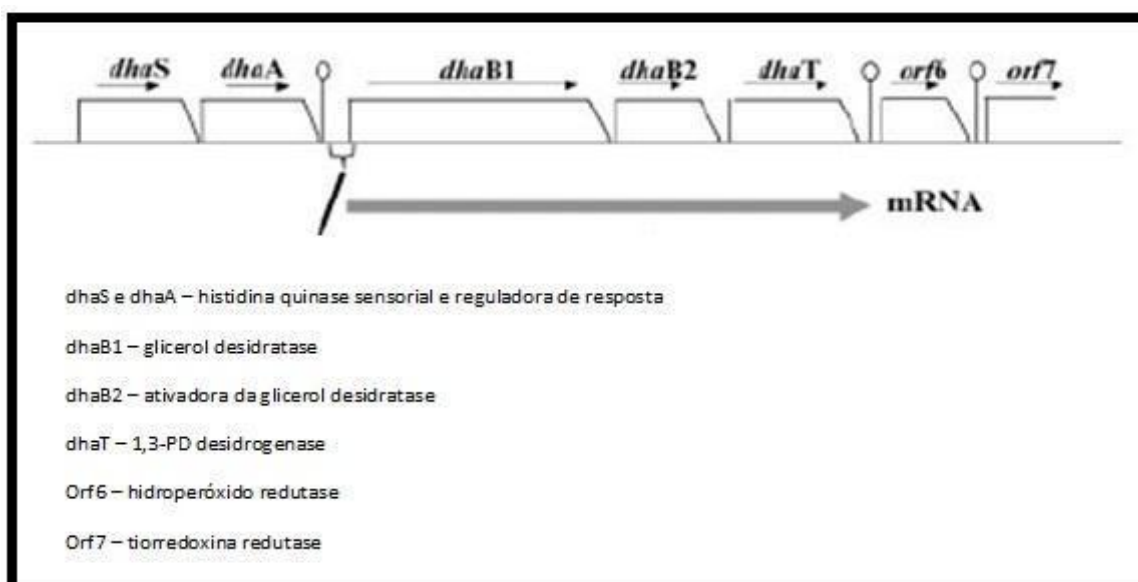 dhaS dhaA dhaB1 dhaB2 dhaT orf6 orf7
mRNA
dhaS e dhaA – histidina quinase sensorial e reguladora de resposta
dhaB1 – glicerol desidratase
dhaB2 – ativadora da glicerol desidratase
dhaT – 1,3-PD desidrogenase
Orf6 – hidroperóxido redutase
Orf7 – tiorredoxina redutase